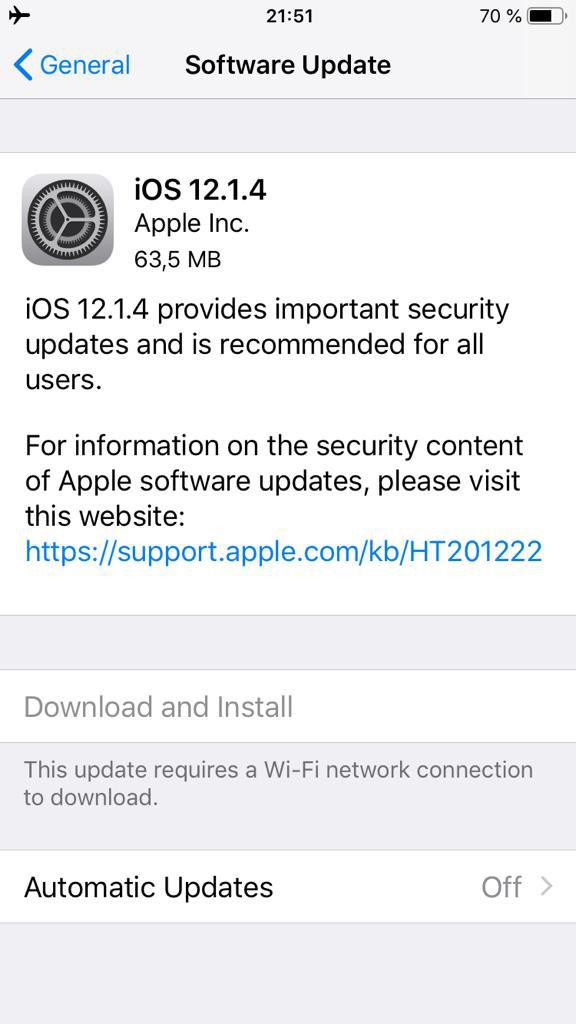 21:51
70 %
General
Software Update
iOS 12.1.4
Apple Inc.
63,5 MB
iOS 12.1.4 provides important security
updates and is recommended for all
users.
For information on the security content
of Apple software updates, please visit
this website:
https://support.apple.com/kb/HT201222
Download and Install
This update requires a Wi-Fi network connection
to download.
Automatic Updates Off